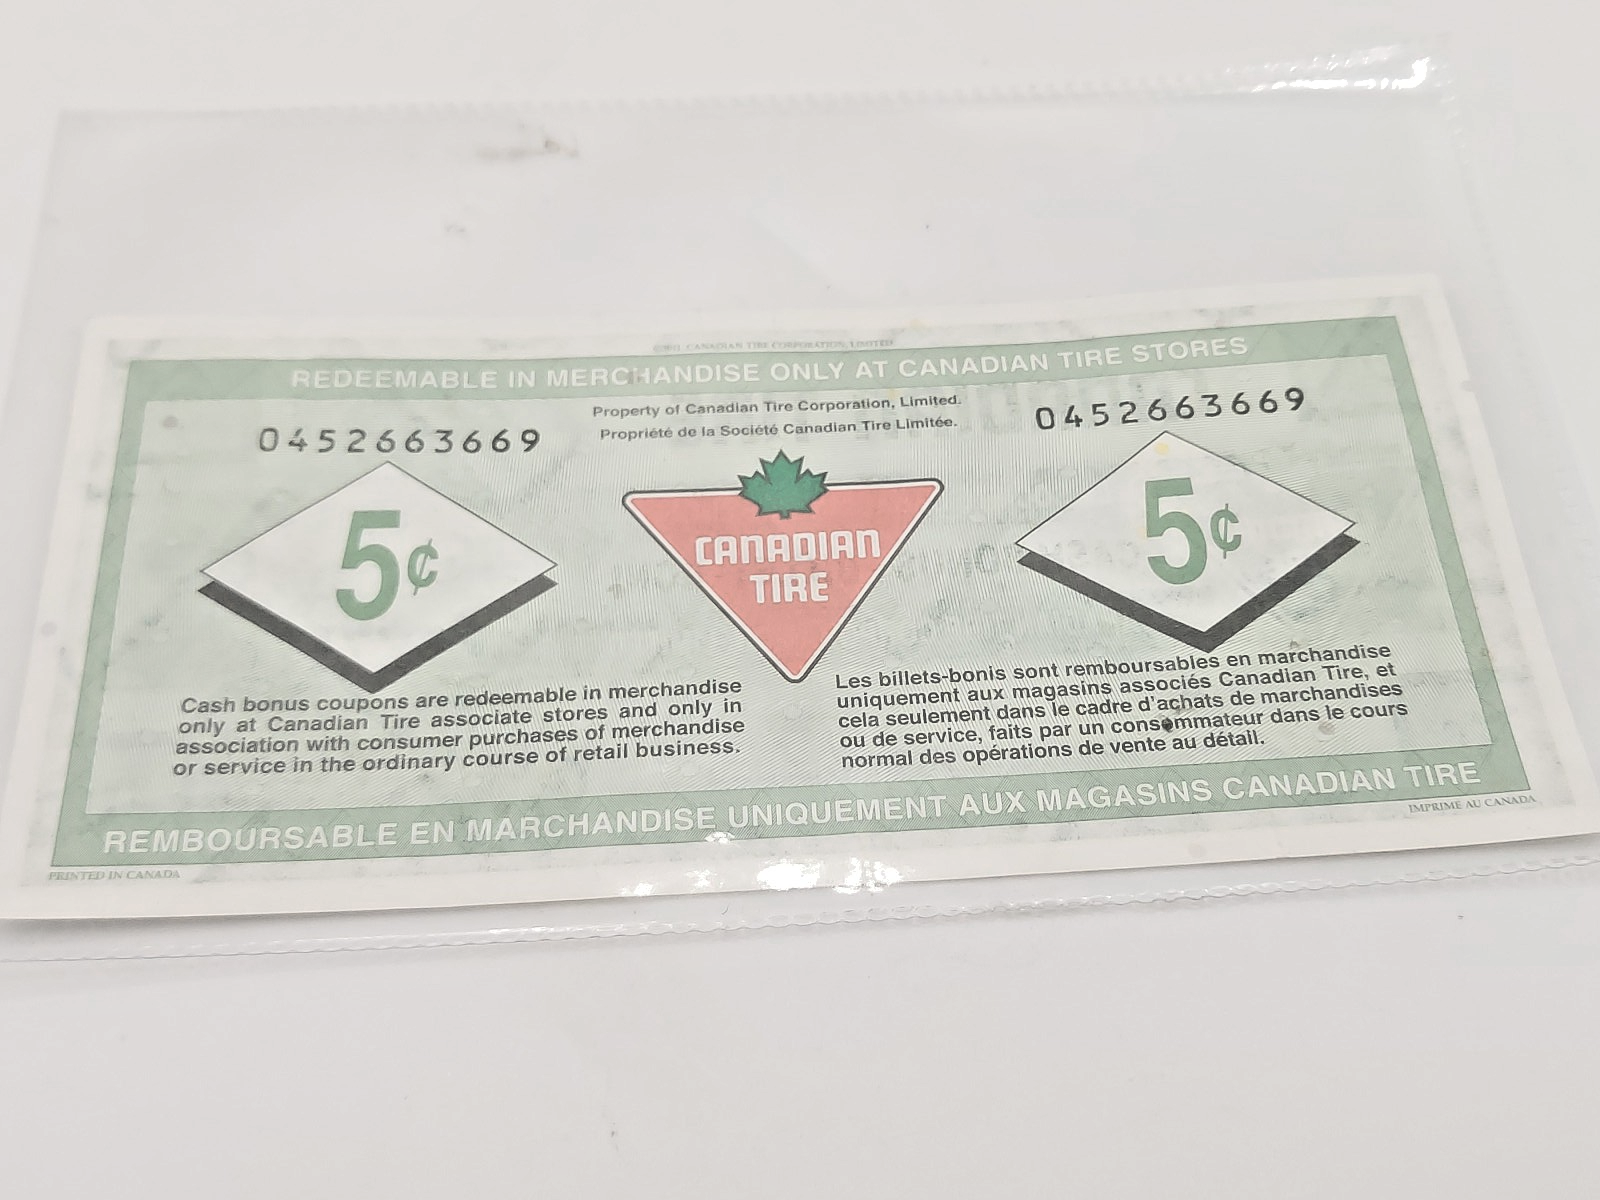 CANADIAN TIRE CORPORATION, LIMITED
REDEEMABLE IN MERCHANDISE ONLY AT CANADIAN TIRE STORES
Property of Canadian Tire Corporation, Limited.
Propriété de la Société Canadian Tire Limitée.
0452663669
0452663669
5¢
CANADIAN
TIRE
5¢
Cash bonus coupons are redeemable in merchandise
only at Canadian Tire associate stores and only in
association with consumer purchases of merchandise
or service in the ordinary course of retail business.
Les billets-bonis sont remboursables en marchandise
uniquement aux magasins associés Canadian Tire, et
cela seulement dans le cadre d'achats de marchandises
ou de service, faits par un consommateur dans le cours
normal des opérations de vente au détail.
REMBOURSABLE EN MARCHANDISE UNIQUEMENT AUX MAGASINS CANADIAN TIRE
PRINTED IN CANADA
IMPRIME AU CANADA